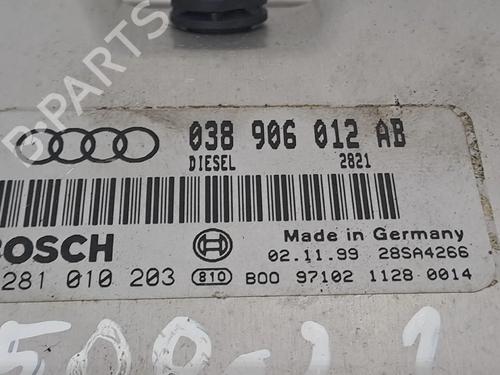 038 906 012 AB
DIESEL 2821
BOSCH
Made in Germany
02.11.99 28SA4266
281 010 203 810 B00 97102 1128 0014
B-PARTS